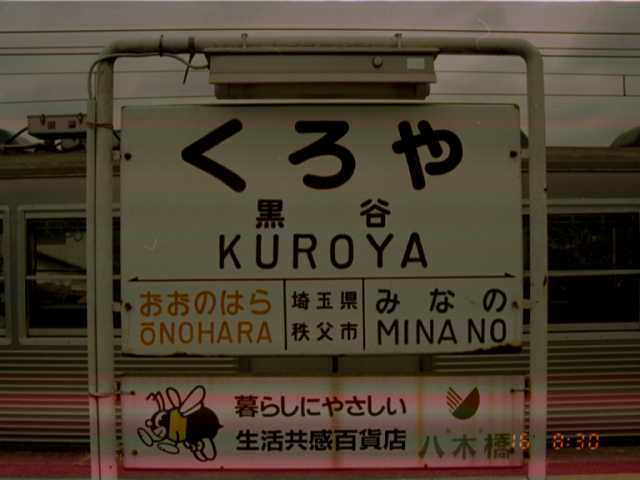 くろや
黒谷
KUROYA
おおのはら
ŌNOHARA
埼玉県
秩父市
みなの
MINANO
暮らしにやさしい
生活共感百貨店
八木橋
16 8:30